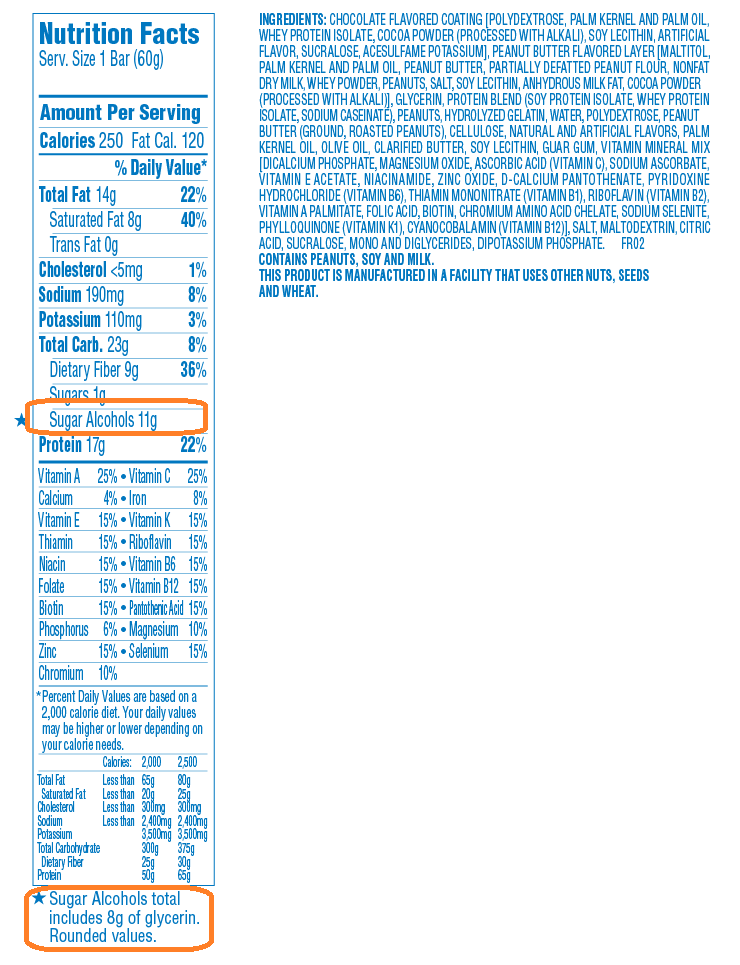 Nutrition Facts
Serv. Size 1 Bar (60g)
Amount Per Serving
Calories 250 Fat Cal. 120
% Daily Value*
Total Fat 14g 22%
Saturated Fat 8g 40%
Trans Fat 0g
Cholesterol <5mg 1%
Sodium 190mg 8%
Potassium 110mg 3%
Total Carb. 23g 8%
Dietary Fiber 9g 36%
Sugars 1g
★ Sugar Alcohols 11g
Protein 17g 22%
Vitamin A 25% • Vitamin C 25%
Calcium 4% • Iron 8%
Vitamin E 15% • Vitamin K 15%
Thiamin 15% • Riboflavin 15%
Niacin 15% • Vitamin B6 15%
Folate 15% • Vitamin B12 15%
Biotin 15% • Pantothenic Acid 15%
Phosphorus 6% • Magnesium 10%
Zinc 15% • Selenium 15%
Chromium 10%
*Percent Daily Values are based on a
2,000 calorie diet. Your daily values
may be higher or lower depending on
your calorie needs.
Calories: 2,000 2,500
Total Fat Less than 65g 80g
Saturated Fat Less than 20g 25g
Cholesterol Less than 300mg 300mg
Sodium Less than 2,400mg 2,400mg
Potassium 3,500mg 3,500mg
Total Carbohydrate 300g 375g
Dietary Fiber 25g 30g
Protein 50g 65g
★ Sugar Alcohols total
includes 8g of glycerin.
Rounded values.
INGREDIENTS: CHOCOLATE FLAVORED COATING [POLYDEXTROSE, PALM KERNEL AND PALM OIL,
WHEY PROTEIN ISOLATE, COCOA POWDER (PROCESSED WITH ALKALI), SOY LECITHIN, ARTIFICIAL
FLAVOR, SUCRALOSE, ACESULFAME POTASSIUM], PEANUT BUTTER FLAVORED LAYER [MALTITOL,
PALM KERNEL AND PALM OIL, PEANUT BUTTER, PARTIALLY DEFATTED PEANUT FLOUR, NONFAT
DRY MILK, WHEY POWDER, PEANUTS, SALT, SOY LECITHIN, ANHYDROUS MILK FAT, COCOA POWDER
(PROCESSED WITH ALKALI)], GLYCERIN, PROTEIN BLEND (SOY PROTEIN ISOLATE, WHEY PROTEIN
ISOLATE, SODIUM CASEINATE), PEANUTS, HYDROLYZED GELATIN, WATER, POLYDEXTROSE, PEANUT
BUTTER (GROUND, ROASTED PEANUTS), CELLULOSE, NATURAL AND ARTIFICIAL FLAVORS, PALM
KERNEL OIL, OLIVE OIL, CLARIFIED BUTTER, SOY LECITHIN, GUAR GUM, VITAMIN MINERAL MIX
[DICALCIUM PHOSPHATE, MAGNESIUM OXIDE, ASCORBIC ACID (VITAMIN C), SODIUM ASCORBATE,
VITAMIN E ACETATE, NIACINAMIDE, ZINC OXIDE, D-CALCIUM PANTOTHENATE, PYRIDOXINE
HYDROCHLORIDE (VITAMIN B6), THIAMIN MONONITRATE (VITAMIN B1), RIBOFLAVIN (VITAMIN B2),
VITAMIN A PALMITATE, FOLIC ACID, BIOTIN, CHROMIUM AMINO ACID CHELATE, SODIUM SELENITE,
PHYLLOQUINONE (VITAMIN K1), CYANOCOBALAMIN (VITAMIN B12)], SALT, MALTODEXTRIN, CITRIC
ACID, SUCRALOSE, MONO AND DIGLYCERIDES, DIPOTASSIUM PHOSPHATE. FR02
CONTAINS PEANUTS, SOY AND MILK.
THIS PRODUCT IS MANUFACTURED IN A FACILITY THAT USES OTHER NUTS, SEEDS
AND WHEAT.